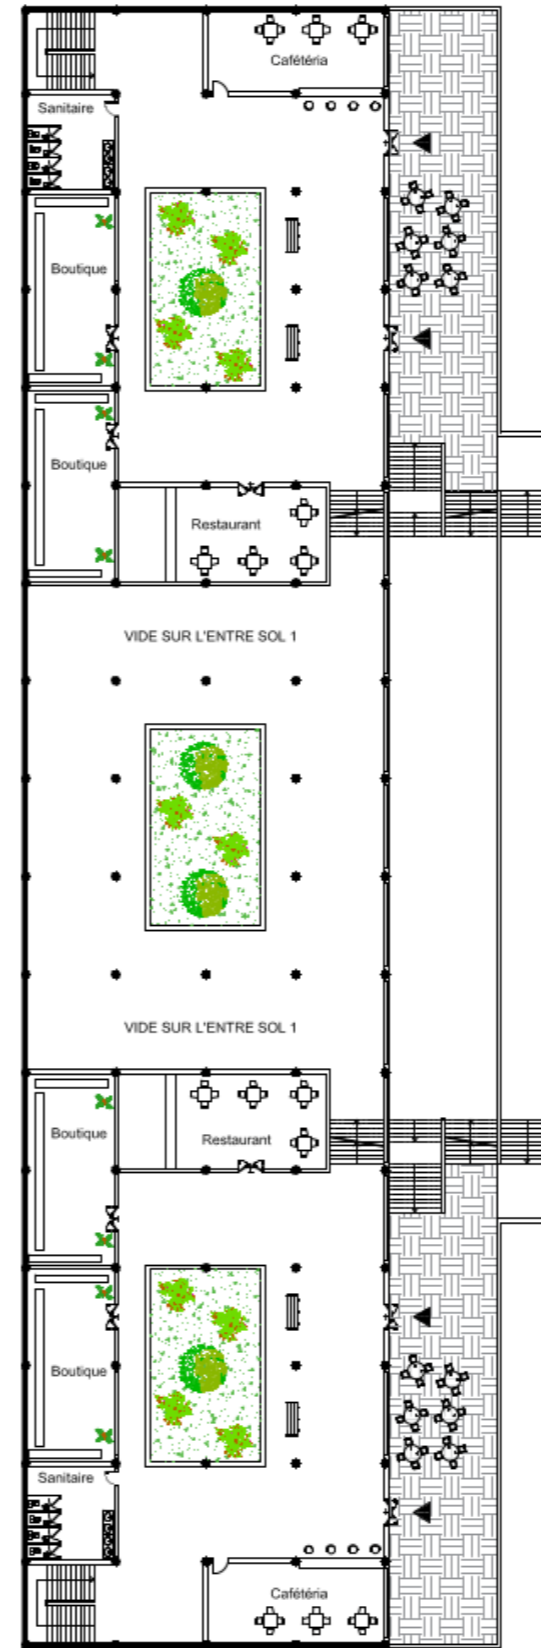 Cafétéria
Sanitaire
Boutique
Boutique
Restaurant
VIDE SUR L'ENTRE SOL 1
VIDE SUR L'ENTRE SOL 1
Boutique
Restaurant
Boutique
Sanitaire
Cafétéria